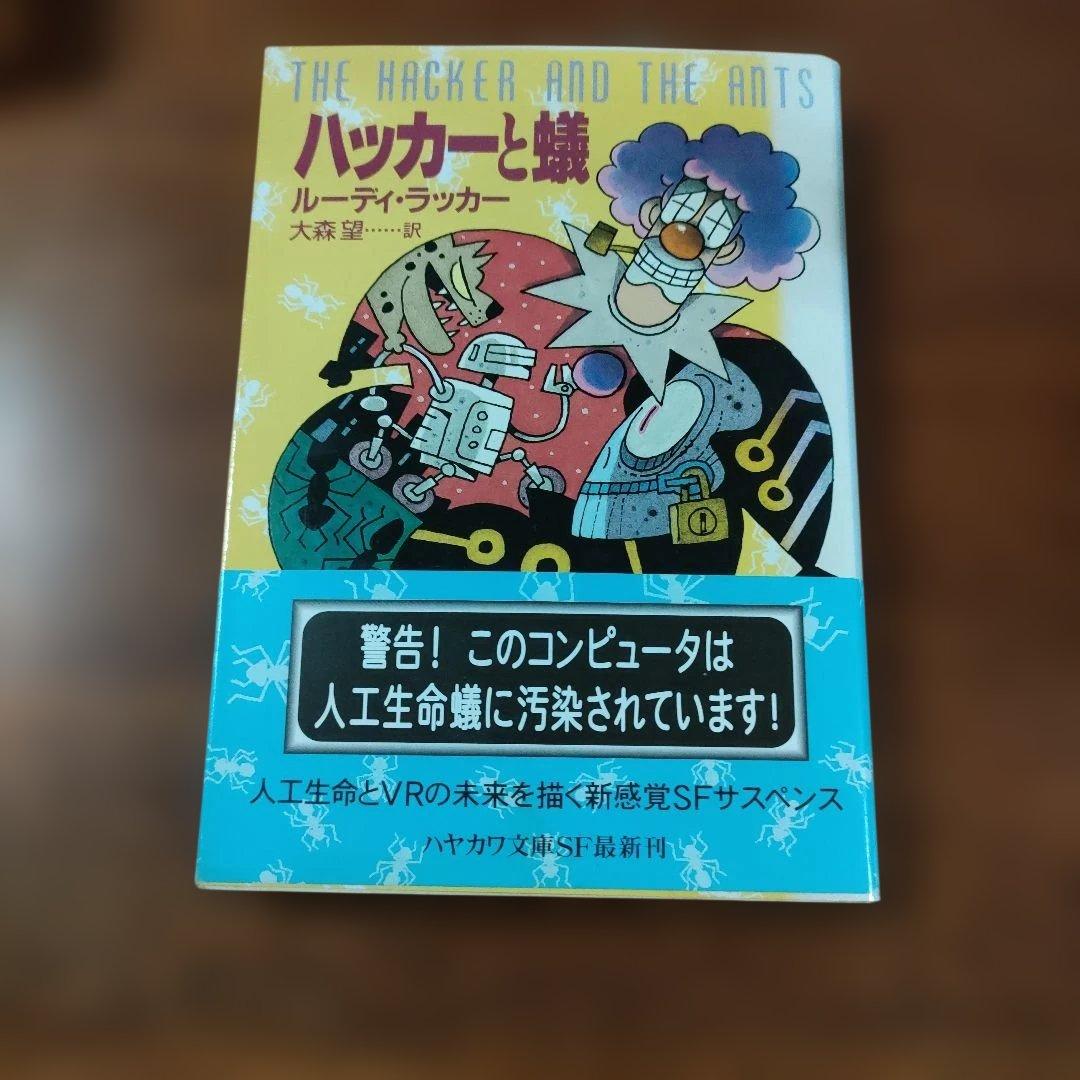 THE HACKER AND THE ANTS
ハッカーと蟻
ルーディ・ラッカー
大森 望……訳
警告！ このコンピュータは
人工生命蟻に汚染されています！
人工生命とVRの未来を描く新感覚SFサスペンス
ハヤカワ文庫SF最新刊